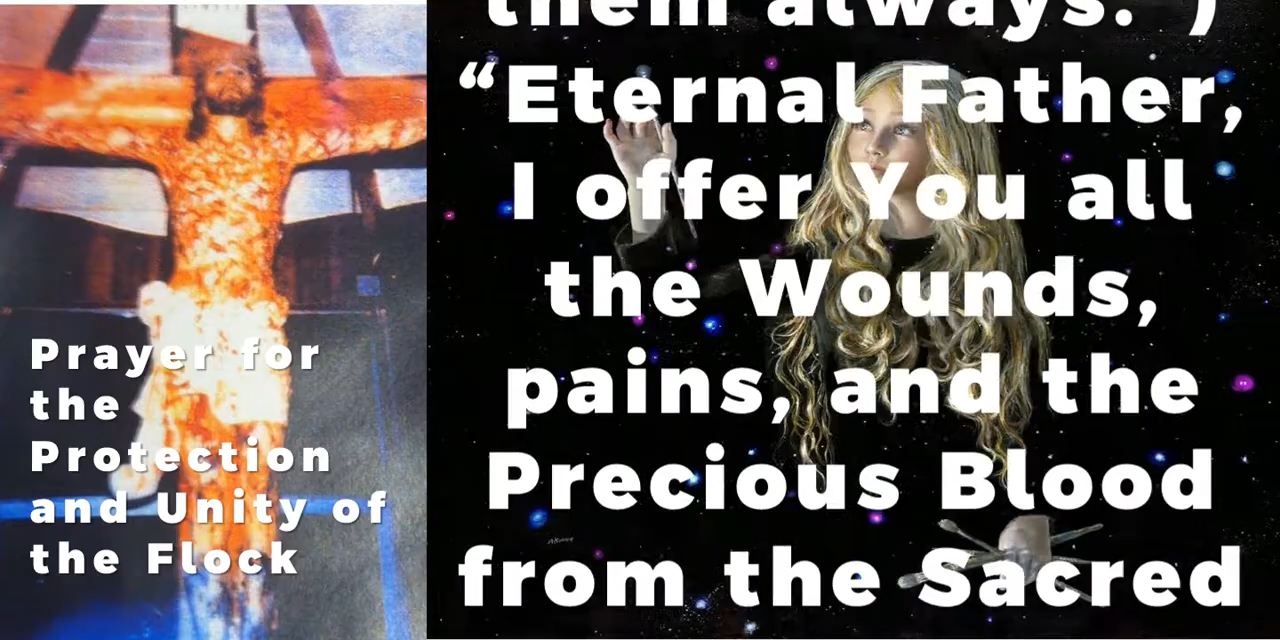 Prayer for
the
Protection
and Unity of
the Flock
them always.")
“Eternal Father,
I offer You all
the Wounds,
pains, and the
Precious Blood
from the Sacred